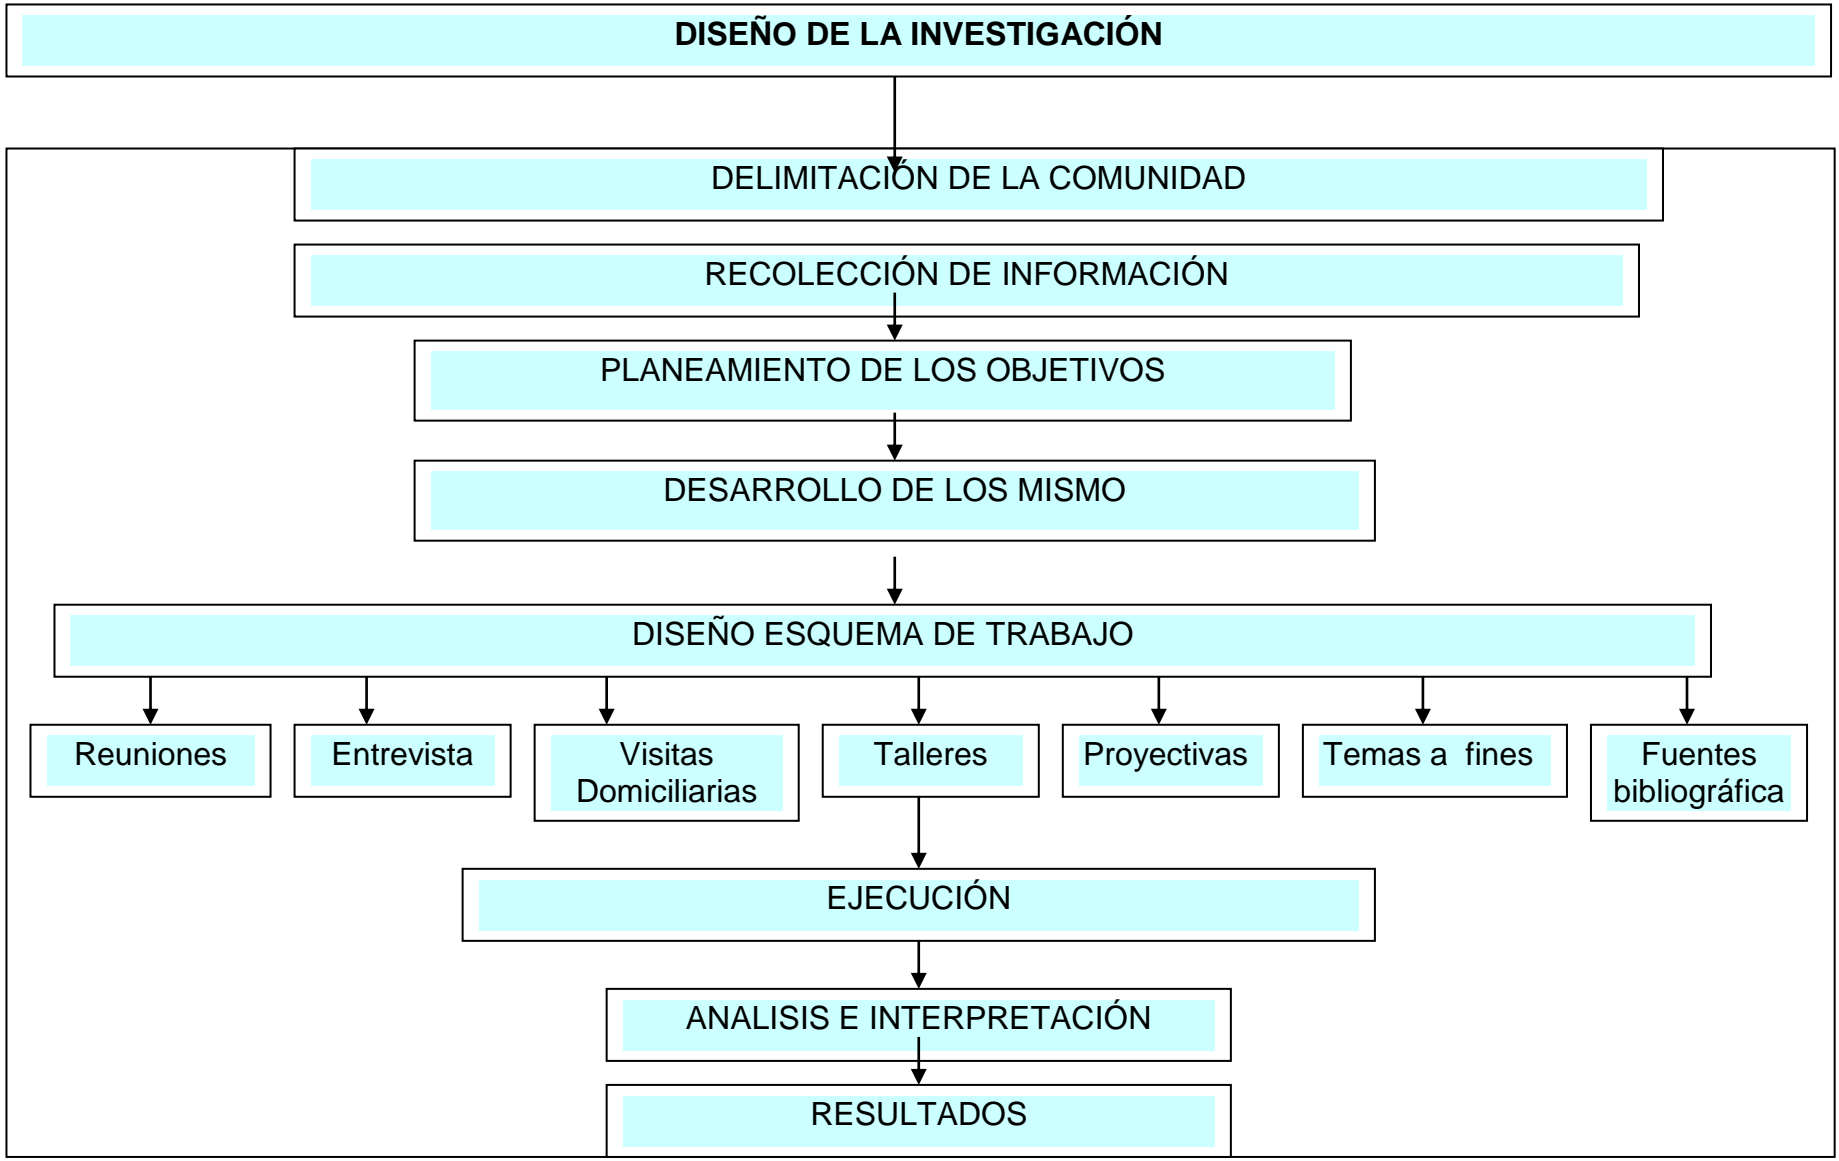 DISEÑO DE LA INVESTIGACIÓN
DELIMITACIÓN DE LA COMUNIDAD
RECOLECCIÓN DE INFORMACIÓN
PLANEAMIENTO DE LOS OBJETIVOS
DESARROLLO DE LOS MISMO
DISEÑO ESQUEMA DE TRABAJO
Reuniones
Entrevista
Visitas
Domiciliarias
Talleres
Proyectivas
Temas a  fines
Fuentes
bibliográfica
EJECUCIÓN
ANALISIS E INTERPRETACIÓN
RESULTADOS